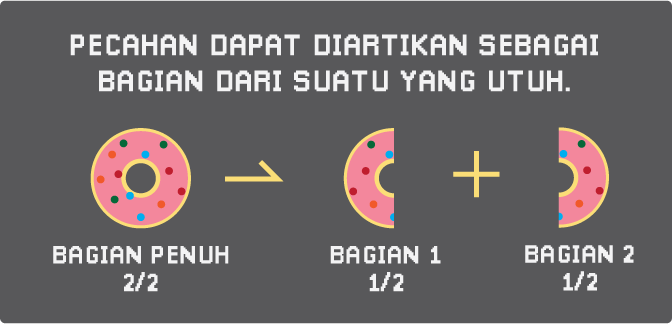 PECAHAN DAPAT DIARTIKAN SEBAGAI
BAGIAN DARI SUATU YANG UTUH.
BAGIAN PENUH
2/2
BAGIAN 1
1/2
+
BAGIAN 2
1/2